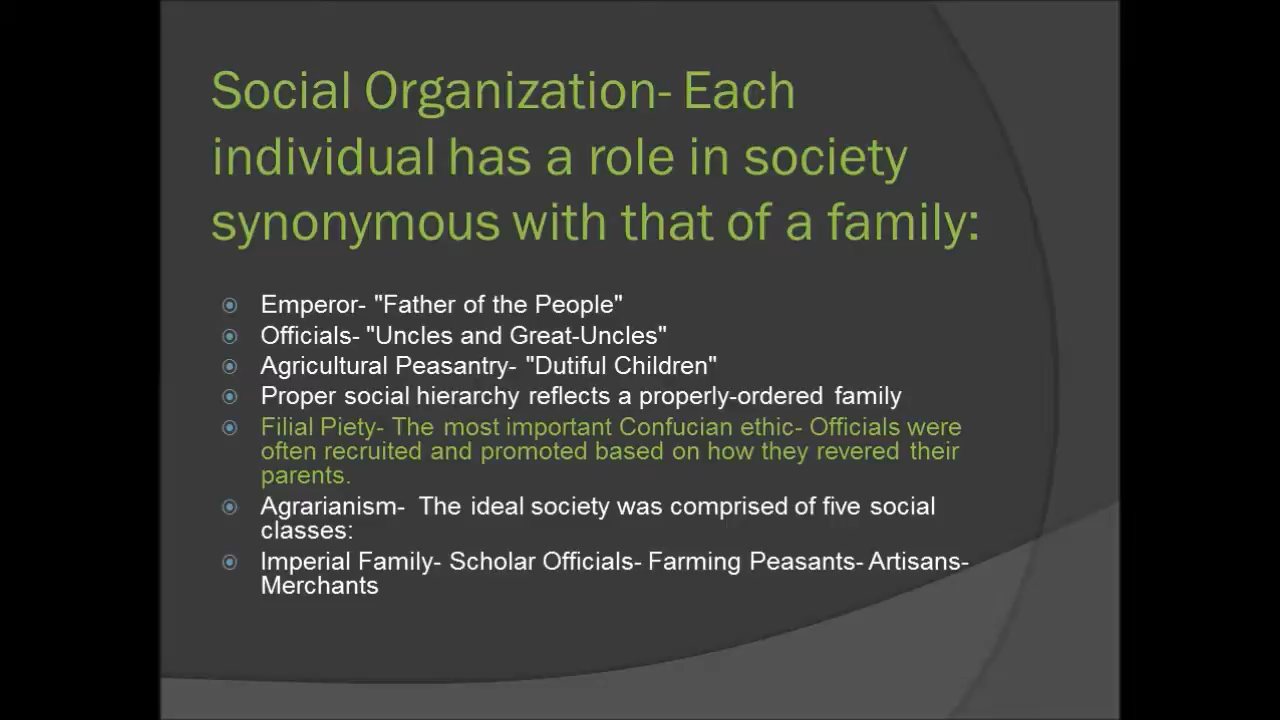 Social Organization- Each
individual has a role in society
synonymous with that of a family:
Emperor- "Father of the People"
Officials- "Uncles and Great-Uncles"
Agricultural Peasantry- "Dutiful Children"
Proper social hierarchy reflects a properly-ordered family
Filial Piety- The most important Confucian ethic- Officials were
often recruited and promoted based on how they revered their
parents.
Agrarianism-  The ideal society was comprised of five social
classes:
Imperial Family- Scholar Officials- Farming Peasants- Artisans-
Merchants